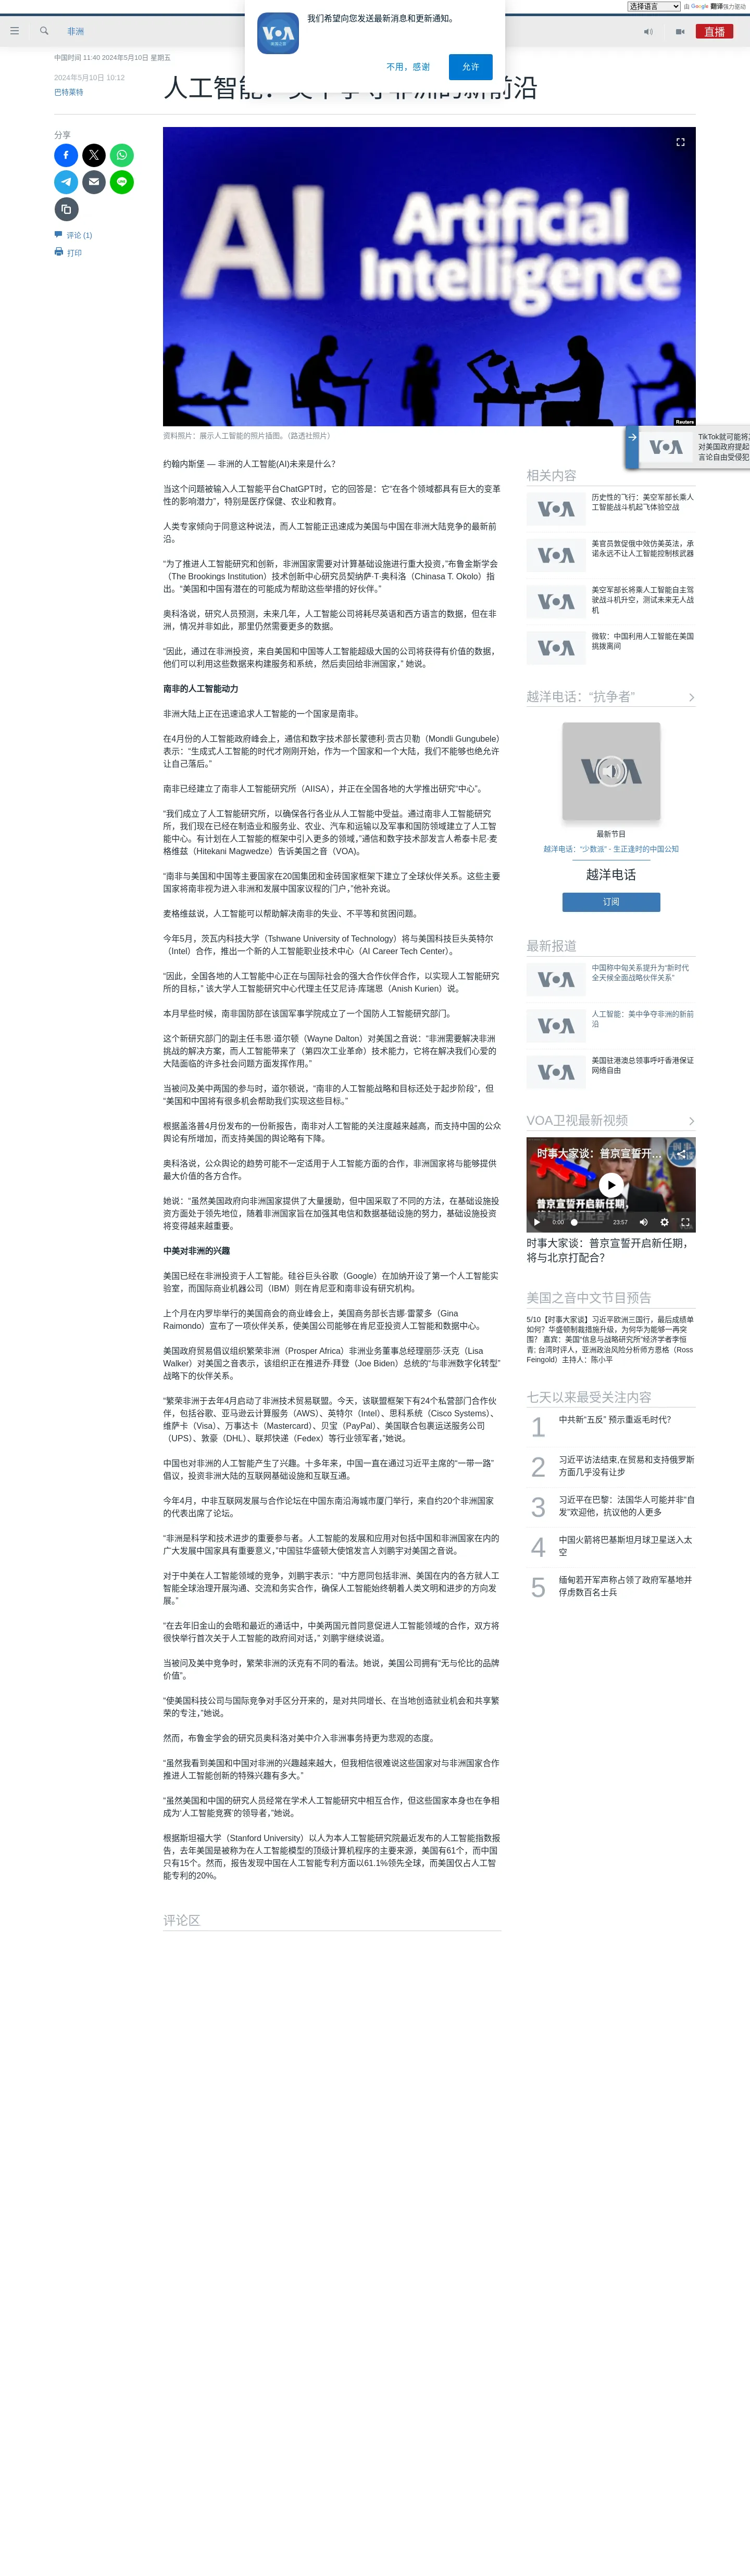 选择语言
由 Google 翻译强力驱动
非洲
直播
VOA
美国之音
我们希望向您发送最新消息和更新通知。
不用，感谢
允许
中国时间 11:40 2024年5月10日 星期五
2024年5月10日 10:12
巴特莱特
分享
评论 (1)
打印
AI Artificial
Intelligence
Reuters
资料照片：展示人工智能的照片插图。（路透社照片）
约翰内斯堡 — 非洲的人工智能(AI)未来是什么？
当这个问题被输入人工智能平台ChatGPT时，它的回答是：它“在各个领域都具有巨大的变革
性的影响潜力”，特别是医疗保健、农业和教育。
人类专家倾向于同意这种说法，而人工智能正迅速成为美国与中国在非洲大陆竞争的最新前
沿。
“为了推进人工智能研究和创新，非洲国家需要对计算基础设施进行重大投资，”布鲁金斯学会
（The Brookings Institution）技术创新中心研究员契纳萨·T·奥科洛（Chinasa T. Okolo）指
出。“美国和中国有潜在的可能成为帮助这些举措的好伙伴。”
奥科洛说，研究人员预测，未来几年，人工智能公司将耗尽英语和西方语言的数据，但在非
洲，情况并非如此，那里仍然需要更多的数据。
“因此，通过在非洲投资，来自美国和中国等人工智能超级大国的公司将获得有价值的数据，
他们可以利用这些数据来构建服务和系统，然后卖回给非洲国家，” 她说。
南非的人工智能动力
非洲大陆上正在迅速追求人工智能的一个国家是南非。
在4月份的人工智能政府峰会上，通信和数字技术部长蒙德利·贡古贝勒（Mondli Gungubele）
表示：“生成式人工智能的时代才刚刚开始，作为一个国家和一个大陆，我们不能够也绝允许
让自己落后。”
南非已经建立了南非人工智能研究所（AIISA），并正在全国各地的大学推出研究“中心”。
“我们成立了人工智能研究所，以确保各行各业从人工智能中受益。通过南非人工智能研究
所，我们现在已经在制造业和服务业、农业、汽车和运输以及军事和国防领域建立了人工智
能中心。有计划在人工智能的框架中引入更多的领域，”通信和数字技术部发言人希泰卡尼·麦
格维兹（Hitekani Magwedze）告诉美国之音（VOA)。
“南非与美国和中国等主要国家在20国集团和金砖国家框架下建立了全球伙伴关系。这些主要
国家将南非视为进入非洲和发展中国家议程的门户，”他补充说。
麦格维兹说，人工智能可以帮助解决南非的失业、不平等和贫困问题。
今年5月，茨瓦内科技大学（Tshwane University of Technology）将与美国科技巨头英特尔
（Intel）合作，推出一个新的人工智能职业技术中心（AI Career Tech Center）。
“因此，全国各地的人工智能中心正在与国际社会的强大合作伙伴合作，以实现人工智能研究
所的目标，” 该大学人工智能研究中心代理主任艾尼诗·库瑞恩（Anish Kurien）说。
本月早些时候，南非国防部在该国军事学院成立了一个国防人工智能研究部门。
这个新研究部门的副主任韦恩·道尔顿（Wayne Dalton）对美国之音说：“非洲需要解决非洲
挑战的解决方案，而人工智能带来了（第四次工业革命）技术能力，它将在解决我们心爱的
大陆面临的许多社会问题方面发挥作用。”
当被问及美中两国的参与时，道尔顿说，“南非的人工智能战略和目标还处于起步阶段”，但
“美国和中国将有很多机会帮助我们实现这些目标。”
根据盖洛普4月份发布的一份新报告，南非对人工智能的关注度越来越高，而支持中国的公众
舆论有所增加，而支持美国的舆论略有下降。
奥科洛说，公众舆论的趋势可能不一定适用于人工智能方面的合作，非洲国家将与能够提供
最大价值的各方合作。
她说：“虽然美国政府向非洲国家提供了大量援助，但中国采取了不同的方法，在基础设施投
资方面处于领先地位，随着非洲国家旨在加强其电信和数据基础设施的努力，基础设施投资
将变得越来越重要。
中美对非洲的兴趣
美国已经在非洲投资于人工智能。硅谷巨头谷歌（Google）在加纳开设了第一个人工智能实
验室，而国际商业机器公司（IBM）则在肯尼亚和南非设有研究机构。
上个月在内罗毕举行的美国商会的商业峰会上，美国商务部长吉娜·雷蒙多（Gina
Raimondo）宣布了一项伙伴关系，使美国公司能够在肯尼亚投资人工智能和数据中心。
美国政府贸易倡议组织繁荣非洲（Prosper Africa）非洲业务董事总经理丽莎·沃克（Lisa
Walker）对美国之音表示，该组织正在推进乔·拜登（Joe Biden）总统的“与非洲数字化转型”
战略下的伙伴关系。
“繁荣非洲于去年4月启动了非洲技术贸易联盟。今天，该联盟框架下有24个私营部门合作伙
伴，包括谷歌、亚马逊云计算服务（AWS）、英特尔（Intel）、思科系统（Cisco Systems）、
维萨卡（Visa）、万事达卡（Mastercard）、贝宝（PayPal）、美国联合包裹运送服务公司
（UPS）、敦豪（DHL）、联邦快递（Fedex）等行业领军者，”她说。
中国也对非洲的人工智能产生了兴趣。十多年来，中国一直在通过习近平主席的“一带一路”
倡议，投资非洲大陆的互联网基础设施和互联互通。
今年4月，中非互联网发展与合作论坛在中国东南沿海城市厦门举行，来自约20个非洲国家
的代表出席了论坛。
“非洲是科学和技术进步的重要参与者。人工智能的发展和应用对包括中国和非洲国家在内的
广大发展中国家具有重要意义，”中国驻华盛顿大使馆发言人刘鹏宇对美国之音说。
对于中美在人工智能领域的竞争，刘鹏宇表示：“中方愿同包括非洲、美国在内的各方就人工
智能全球治理开展沟通、交流和务实合作，确保人工智能始终朝着人类文明和进步的方向发
展。”
“在去年旧金山的会晤和最近的通话中，中美两国元首同意促进人工智能领域的合作，双方将
很快举行首次关于人工智能的政府间对话，” 刘鹏宇继续说道。
当被问及美中竞争时，繁荣非洲的沃克有不同的看法。她说，美国公司拥有“无与伦比的品牌
价值”。
“使美国科技公司与国际竞争对手区分开来的，是对共同增长、在当地创造就业机会和共享繁
荣的专注，”她说。
然而，布鲁金学会的研究员奥科洛对美中介入非洲事务持更为悲观的态度。
“虽然我看到美国和中国对非洲的兴趣越来越大，但我相信很难说这些国家对与非洲国家合作
推进人工智能创新的特殊兴趣有多大。”
“虽然美国和中国的研究人员经常在学术人工智能研究中相互合作，但这些国家本身也在争相
成为‘人工智能竞赛’的领导者，”她说。
根据斯坦福大学（Stanford University）以人为本人工智能研究院最近发布的人工智能指数报
告，去年美国是被称为在人工智能模型的顶级计算机程序的主要来源，美国有61个，而中国
只有15个。然而，报告发现中国在人工智能专利方面以61.1%领先全球，而美国仅占人工智
能专利的20%。
评论区
TikTok就可能将
对美国政府提起
言论自由受侵犯
相关内容
历史性的飞行：美空军部长乘人
工智能战斗机起飞体验空战
美官员敦促俄中效仿美英法，承
诺永远不让人工智能控制核武器
美空军部长将乘人工智能自主驾
驶战斗机升空，测试未来无人战
机
微软：中国利用人工智能在美国
挑拨离间
越洋电话：“抗争者”
最新节目
越洋电话：“少数派” - 生正逢时的中国公知
越洋电话
订阅
最新报道
中国称中匈关系提升为“新时代
全天候全面战略伙伴关系”
人工智能：美中争夺非洲的新前
沿
美国驻港澳总领事呼吁香港保证
网络自由
VOA卫视最新视频
时事大家谈：普京宣誓开…
普京宣誓开启新任期，
0:00
23:57
时事大家谈：普京宣誓开启新任期，
将与北京打配合？
美国之音中文节目预告
5/10【时事大家谈】习近平欧洲三国行，最后成绩单
如何？华盛顿制裁措施升级，为何华为能够一再突
围？ 嘉宾：美国“信息与战略研究所”经济学者李恒
青; 台湾时评人，亚洲政治风险分析师方恩格（Ross
Feingold）主持人：陈小平
七天以来最受关注内容
1 中共新“五反” 预示重返毛时代？
2 习近平访法结束,在贸易和支持俄罗斯
方面几乎没有让步
3 习近平在巴黎：法国华人可能并非“自
发”欢迎他，抗议他的人更多
4 中国火箭将巴基斯坦月球卫星送入太
空
5 缅甸若开军声称占领了政府军基地并
俘虏数百名士兵